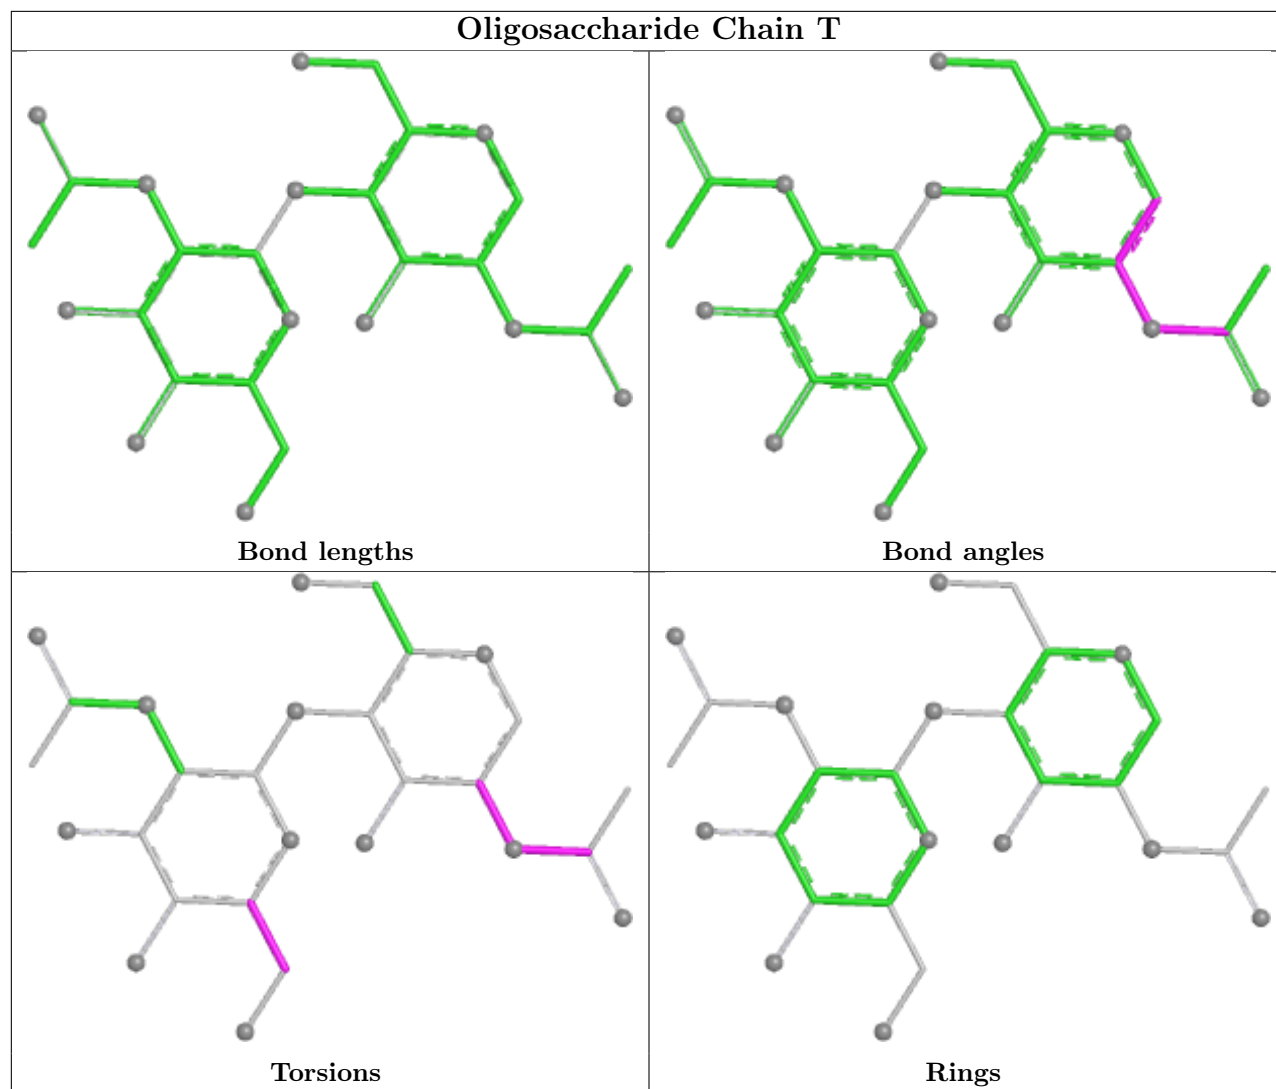 Oligosaccharide Chain T
Bond lengths
Bond angles
Torsions
Rings